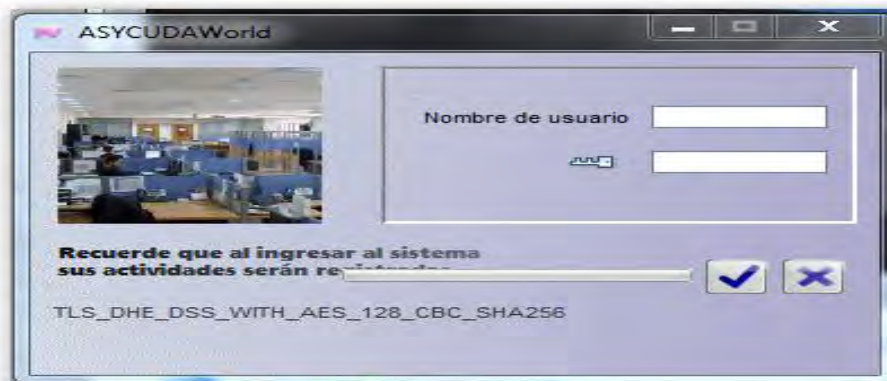 ASYCUDAWorld
Nombre de usuario
Recuerde que al ingresar al sistema
sus actividades serán
TLS_DHE_DSS_WITH_AES_128_CBC_SHA256